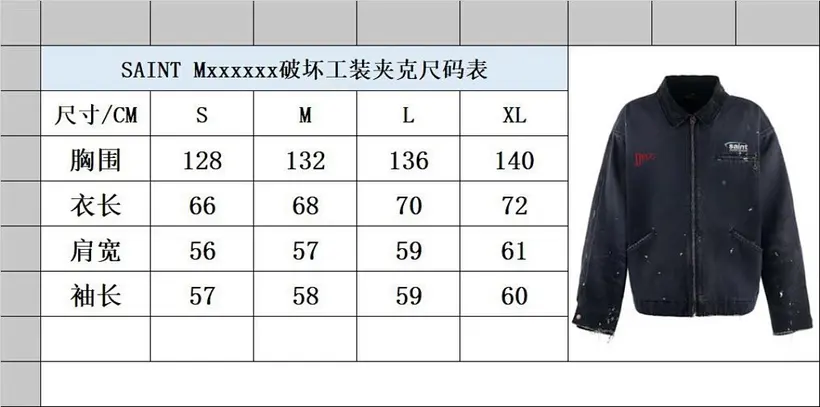 SAINT Mxxxxxx破坏工装夹克尺码表
尺寸/CM S M L XL
胸围 128 132 136 140
衣长 66 68 70 72
肩宽 56 57 59 61
袖长 57 58 59 60
saint